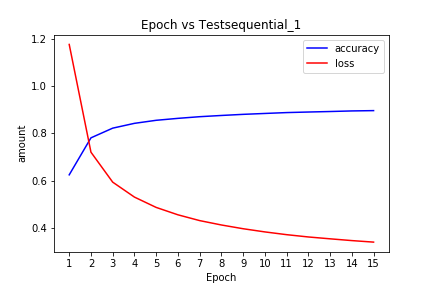 Epoch vs Testsequential_1
accuracy
loss
amount
1.2
1.0
0.8
0.6
0.4
1 2 3 4 5 6 7 8 9 10 11 12 13 14 15
Epoch